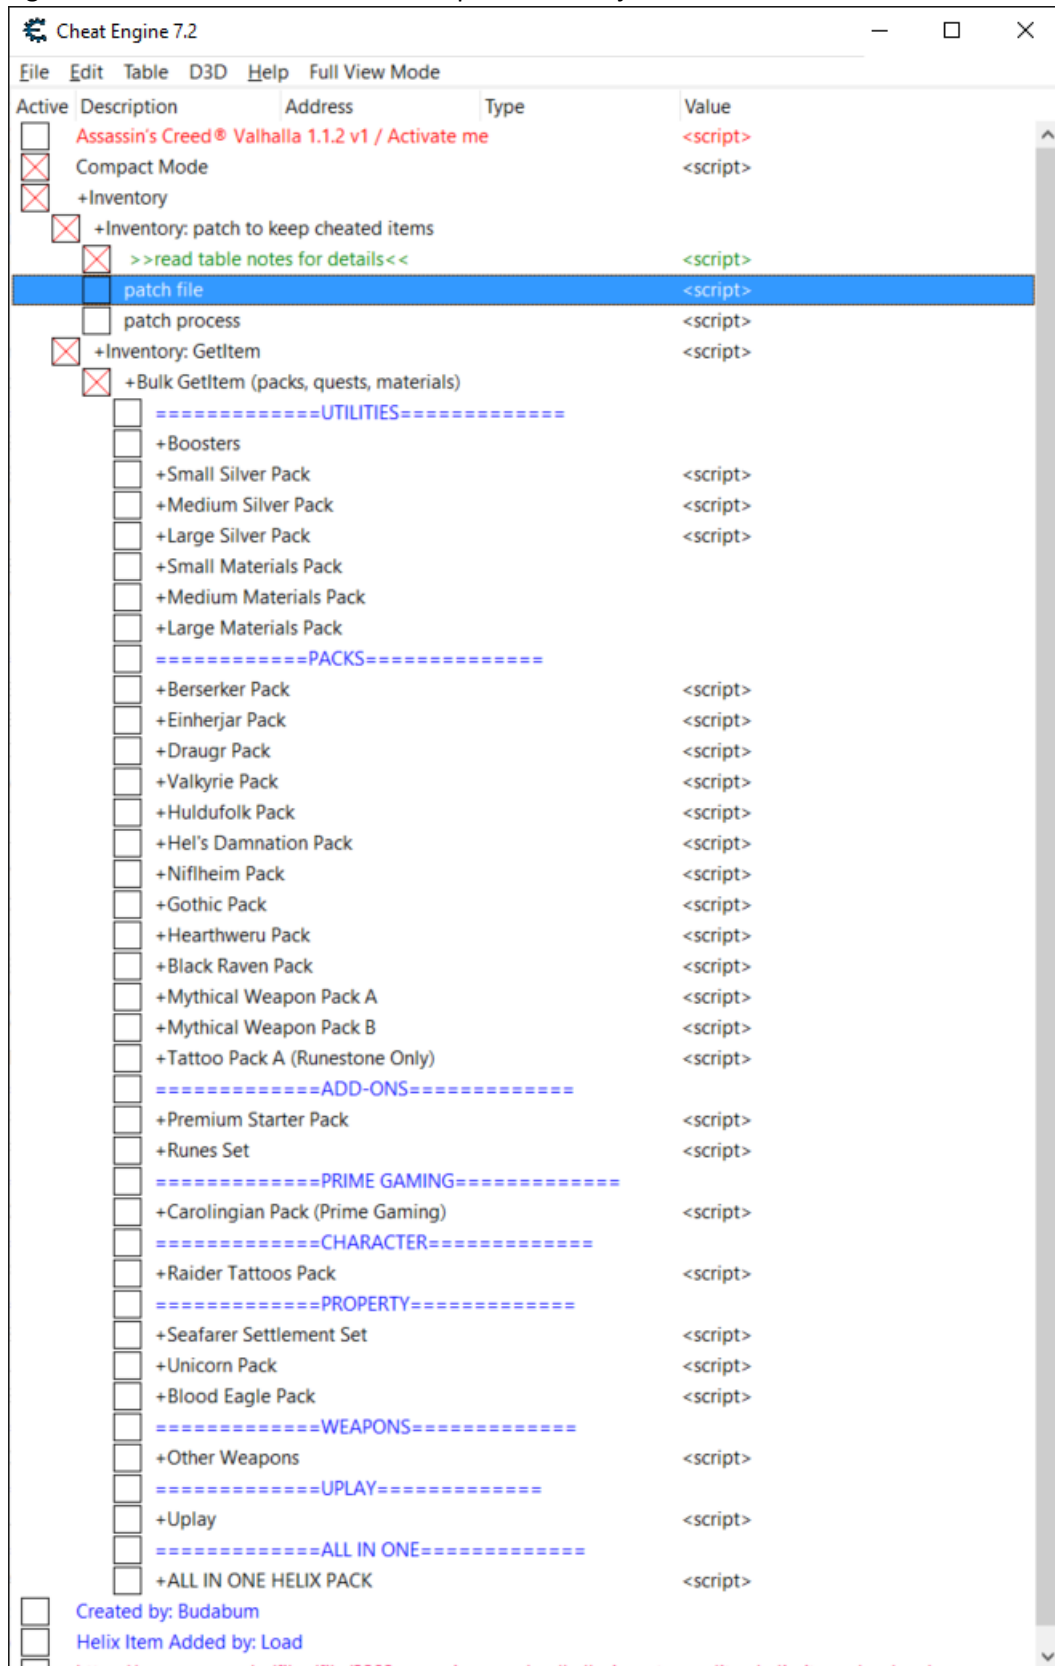 Cheat Engine 7.2
File Edit Table D3D Help Full View Mode
Active Description Address Type Value
Assassin's Creed® Valhalla 1.1.2 v1 / Activate me <script>
Compact Mode <script>
+Inventory
+Inventory: patch to keep cheated items
>>read table notes for details<< <script>
patch file <script>
patch process <script>
+Inventory: GetItem <script>
+Bulk GetItem (packs, quests, materials)
=============UTILITIES=============
+Boosters
+Small Silver Pack <script>
+Medium Silver Pack <script>
+Large Silver Pack <script>
+Small Materials Pack
+Medium Materials Pack
+Large Materials Pack
============PACKS==============
+Berserker Pack <script>
+Einherjar Pack <script>
+Draugr Pack <script>
+Valkyrie Pack <script>
+Huldufolk Pack <script>
+Hel's Damnation Pack <script>
+Niflheim Pack <script>
+Gothic Pack <script>
+Hearthweru Pack <script>
+Black Raven Pack <script>
+Mythical Weapon Pack A <script>
+Mythical Weapon Pack B <script>
+Tattoo Pack A (Runestone Only) <script>
=============ADD-ONS=============
+Premium Starter Pack <script>
+Runes Set <script>
=============PRIME GAMING=============
+Carolingian Pack (Prime Gaming) <script>
=============CHARACTER=============
+Raider Tattoos Pack <script>
=============PROPERTY=============
+Seafarer Settlement Set <script>
+Unicorn Pack <script>
+Blood Eagle Pack <script>
=============WEAPONS=============
+Other Weapons <script>
=============UPLAY=============
+Uplay <script>
=============ALL IN ONE=============
+ALL IN ONE HELIX PACK <script>
Created by: Budabum
Helix Item Added by: Load